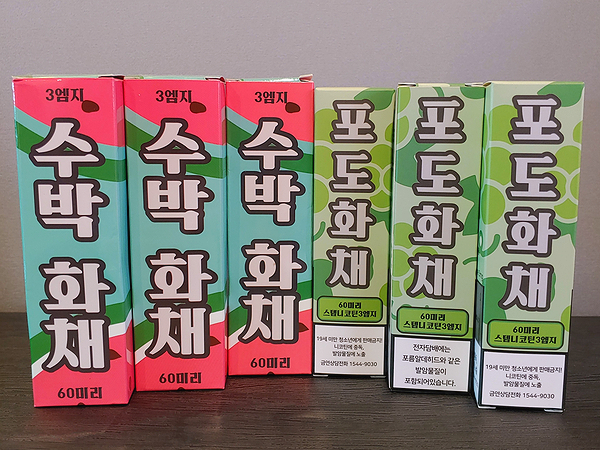 3엠지
수박 화채
60미리
3엠지
수박 화채
60미리
3엠지
수박 화채
60미리
포도화채
60미리
스템니코틴3엠지
19세 미만 청소년에게 판매금지!
니코틴에 중독,
발암물질에 노출
금연상담전화 1544-9030
포도화채
60미리
스템니코틴3엠지
전자담배에는
포름알데히드와 같은
발암물질이
포함되어있습니다.
포도화채
60미리
스템니코틴3엠지
19세 미만 청소년에게 판매금지!
니코틴에 중독,
발암물질에 노출
금연상담전화 1544-9030